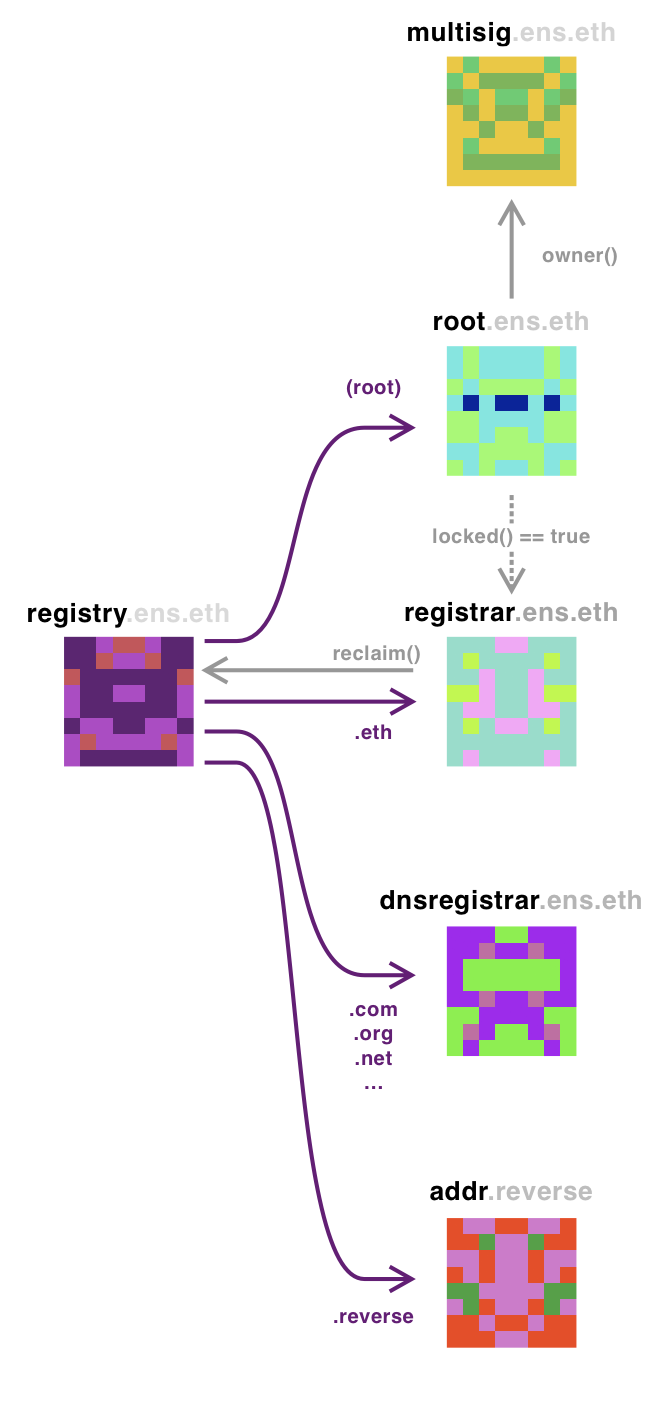 multisig.ens.eth
owner()
root.ens.eth
(root)
locked() == true
registry.ens.eth
registrar.ens.eth
reclaim()
.eth
dnsregistrar.ens.eth
.com
.org
.net
...
addr.reverse
.reverse